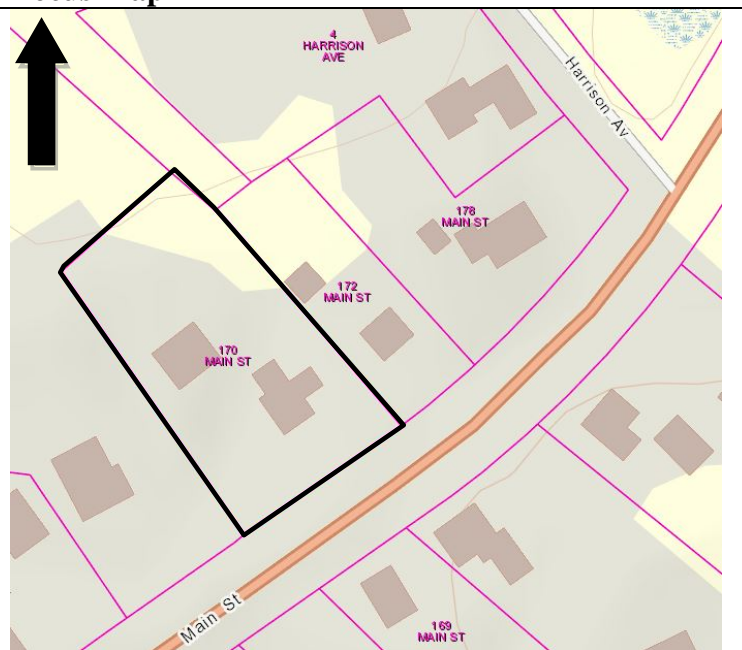 4
HARRISON
AVE
Harrison Av
178
MAIN ST
172
MAIN ST
170
MAIN ST
Main St
169
MAIN ST